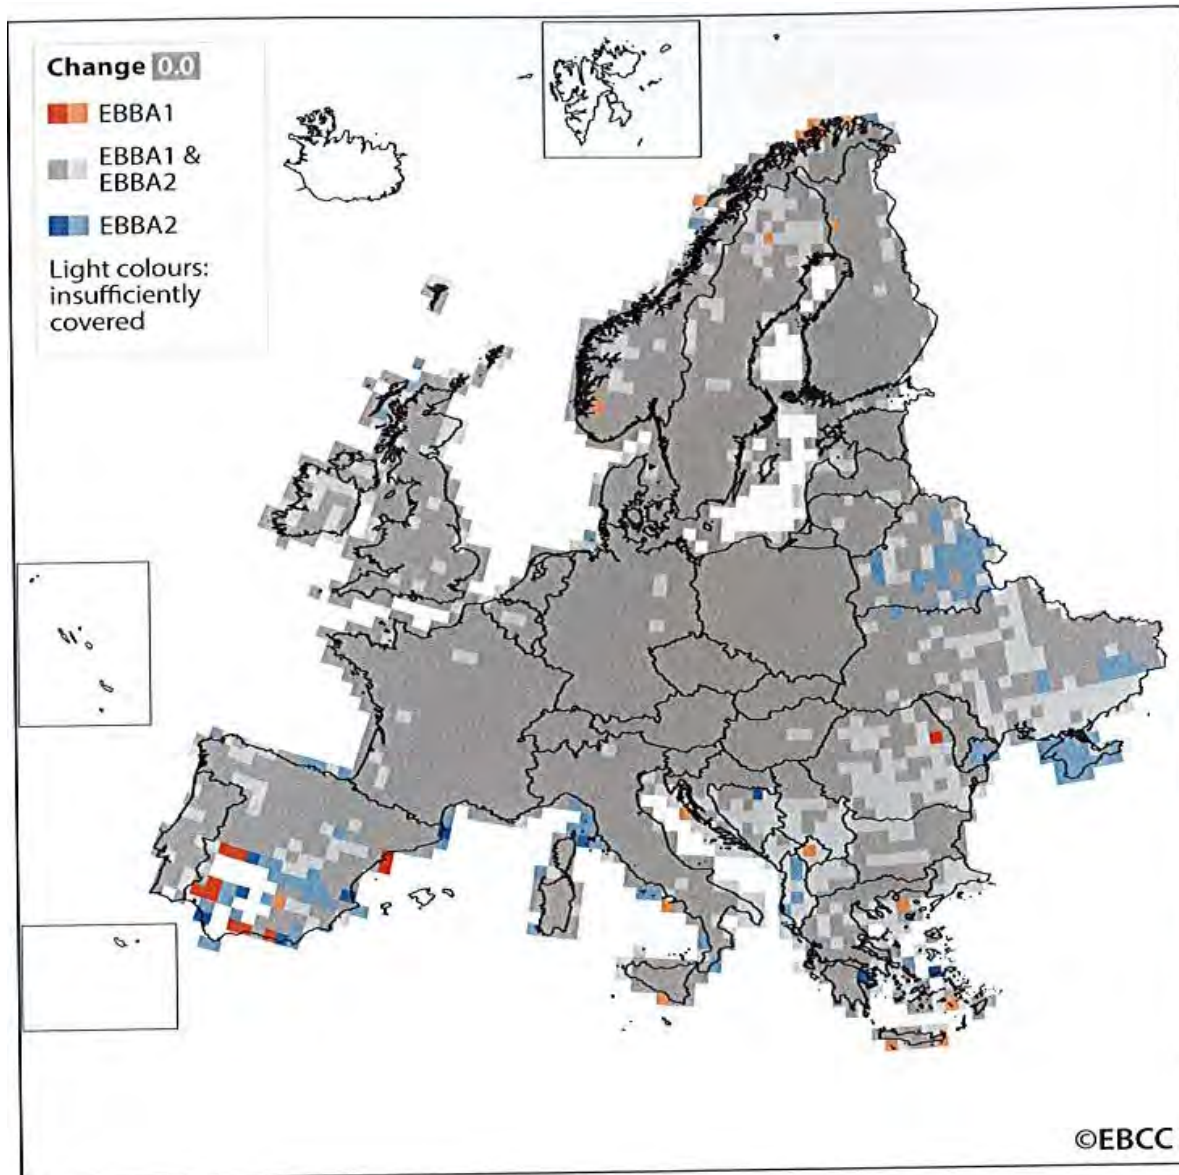 Change 0.0
EBBA1
EBBA1 &
EBBA2
EBBA2
Light colours:
insufficiently
covered
©EBCC